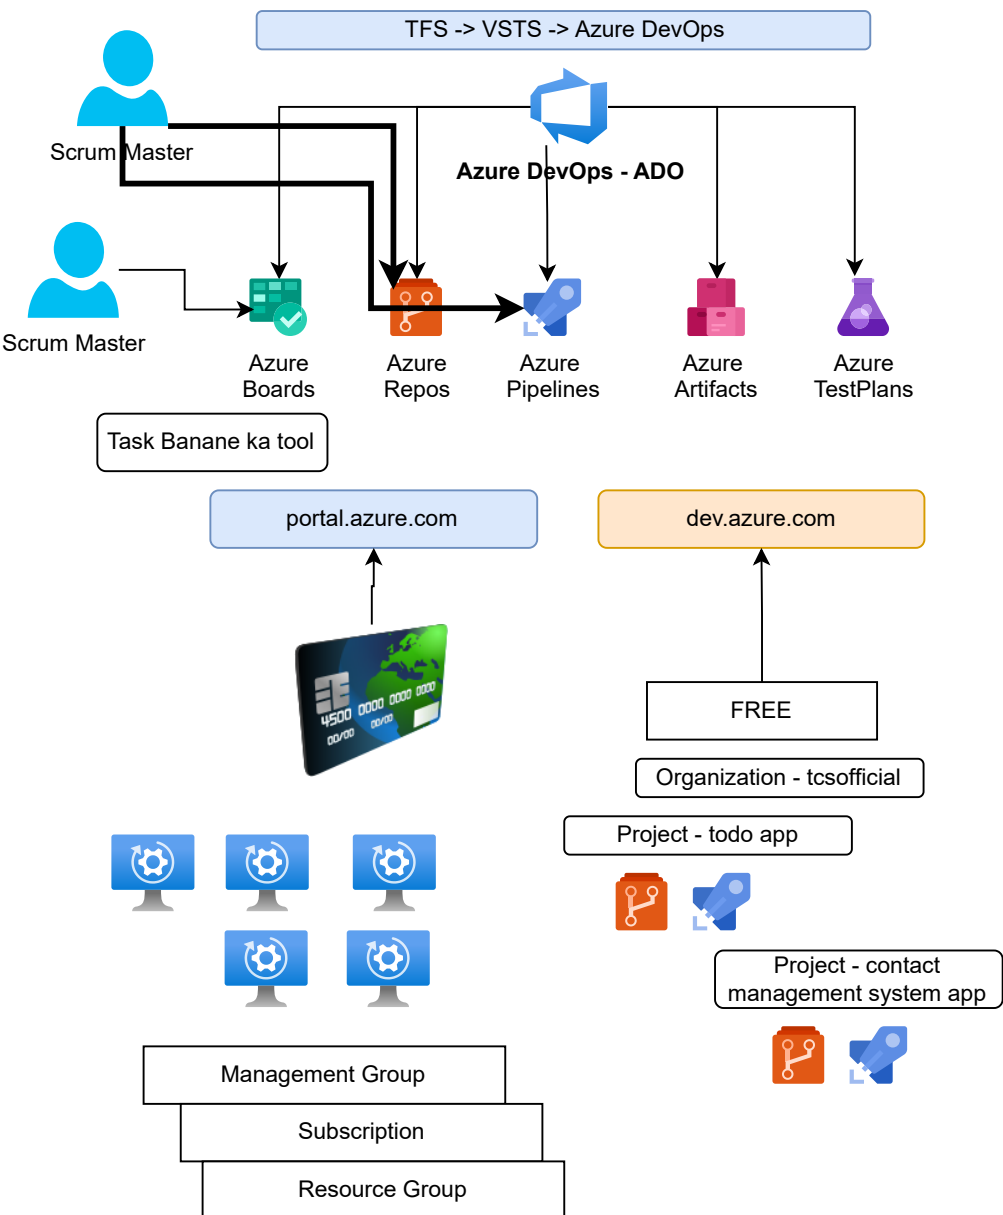 TFS -> VSTS -> Azure DevOps
Scrum Master
Azure DevOps - ADO
Scrum Master
Azure
Boards
Azure
Repos
Azure
Pipelines
Azure
Artifacts
Azure
TestPlans
Task Banane ka tool
portal.azure.com
dev.azure.com
4500 0000 0000 0000
00/00 00/00
FREE
Organization - tcsofficial
Project - todo app
Project - contact
management system app
Management Group
Subscription
Resource Group